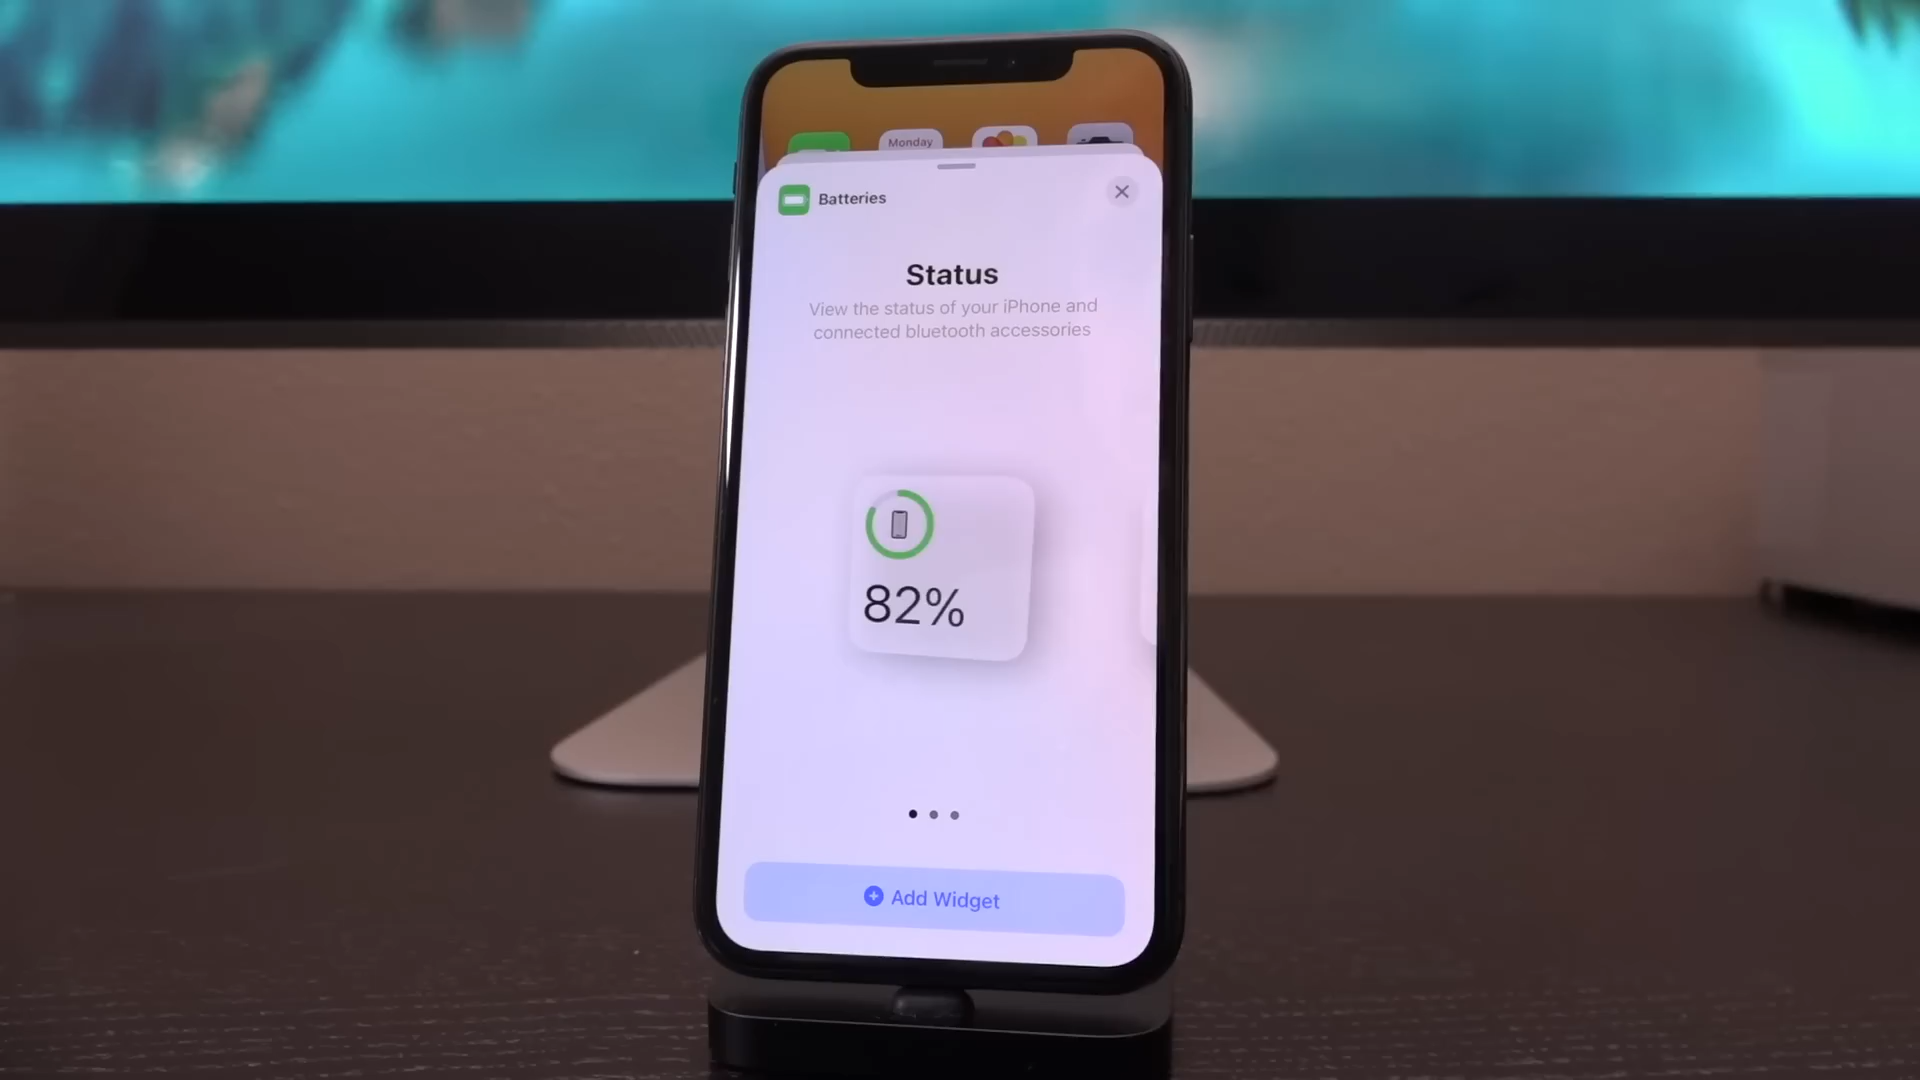 Monday
Batteries
Status
View the status of your iPhone and
connected bluetooth accessories
82%
Add Widget